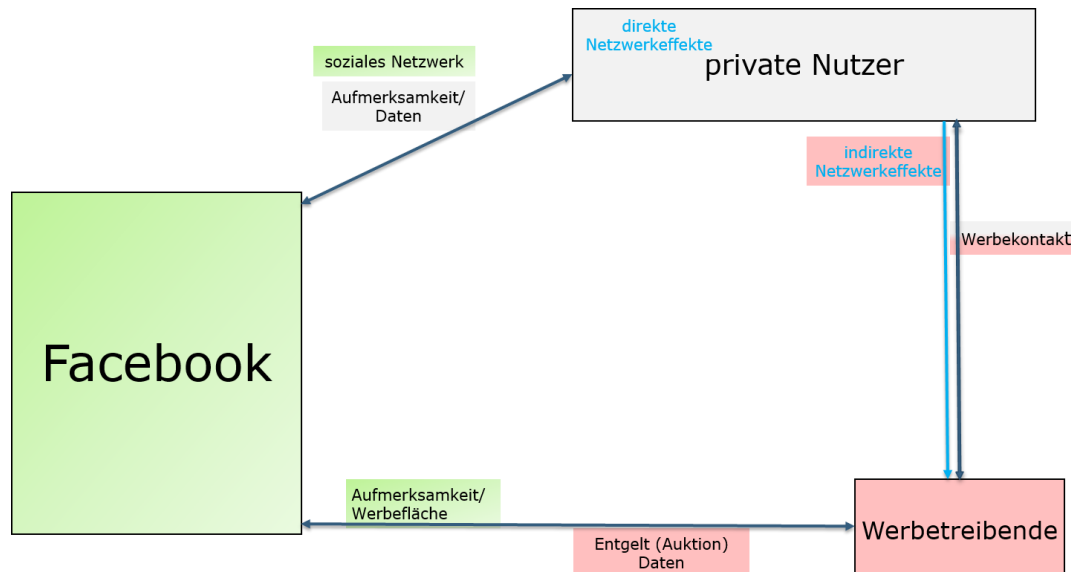 direkte
Netzwerkeffekte
private Nutzer
soziales Netzwerk
Aufmerksamkeit/
Daten
indirekte
Netzwerkeffekte
Werbekontakt
Facebook
Aufmerksamkeit/
Werbefläche
Entgelt (Auktion)
Daten
Werbetreibende